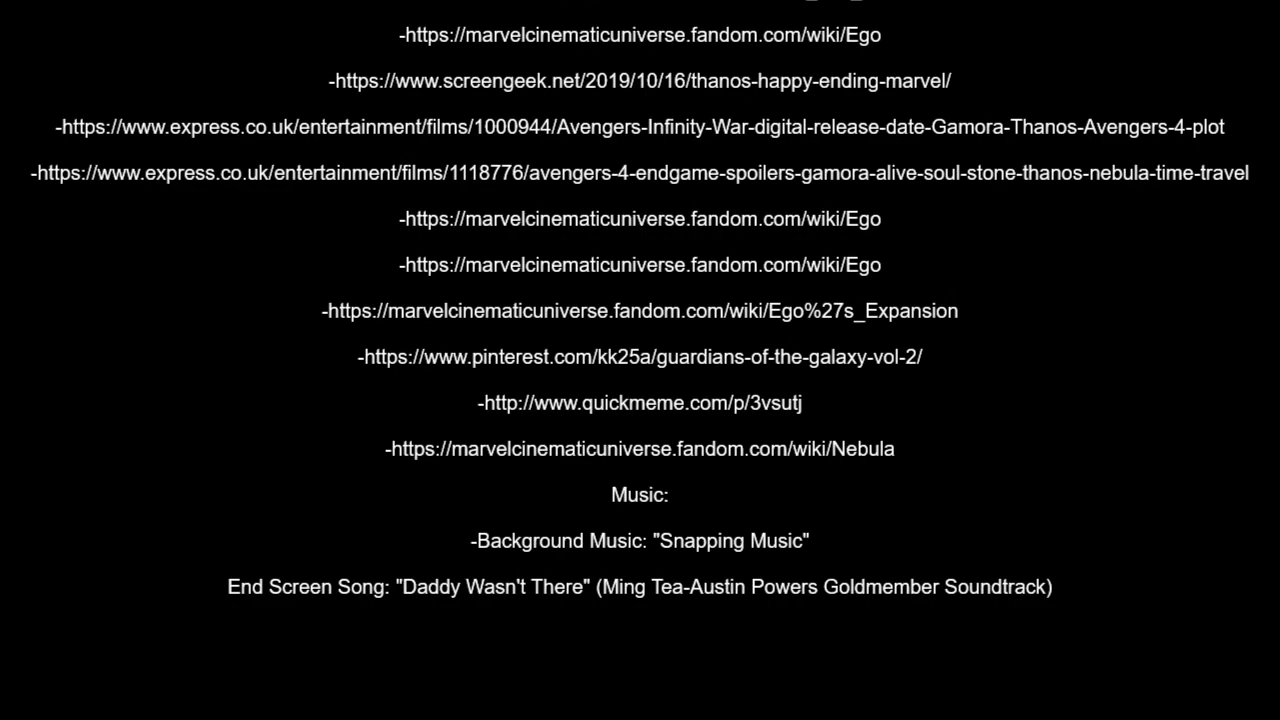 -https://marvelcinematicuniverse.fandom.com/wiki/Ego
-https://www.screengeek.net/2019/10/16/thanos-happy-ending-marvel/
-https://www.express.co.uk/entertainment/films/1000944/Avengers-Infinity-War-digital-release-date-Gamora-Thanos-Avengers-4-plot
-https://www.express.co.uk/entertainment/films/1118776/avengers-4-endgame-spoilers-gamora-alive-soul-stone-thanos-nebula-time-travel
-https://marvelcinematicuniverse.fandom.com/wiki/Ego
-https://marvelcinematicuniverse.fandom.com/wiki/Ego
-https://marvelcinematicuniverse.fandom.com/wiki/Ego%27s_Expansion
-https://www.pinterest.com/kk25a/guardians-of-the-galaxy-vol-2/
-http://www.quickmeme.com/p/3vsutj
-https://marvelcinematicuniverse.fandom.com/wiki/Nebula
Music:
-Background Music: "Snapping Music"
End Screen Song: "Daddy Wasn't There" (Ming Tea-Austin Powers Goldmember Soundtrack)